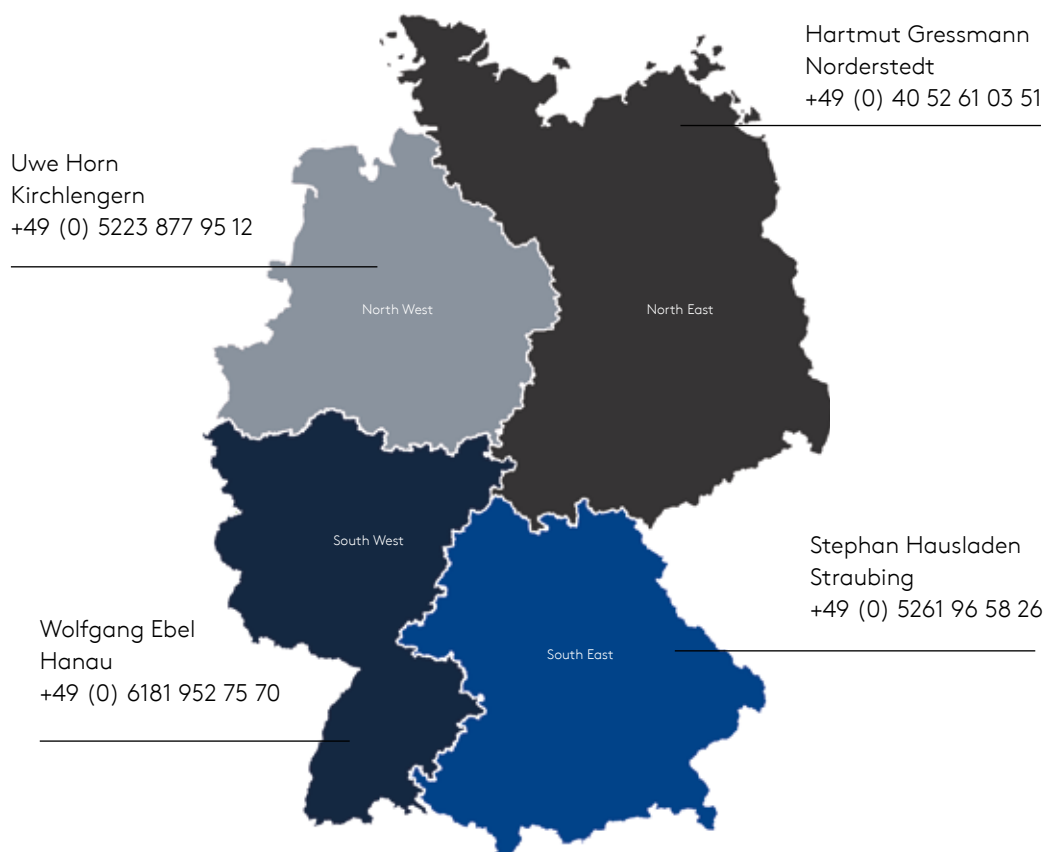 Hartmut Gressmann
Norderstedt
+49 (0) 40 52 61 03 51
Uwe Horn
Kirchlengern
+49 (0) 5223 877 95 12
North West
North East
South West
Stephan Hausladen
Straubing
+49 (0) 5261 96 58 26
Wolfgang Ebel
Hanau
+49 (0) 6181 952 75 70
South East